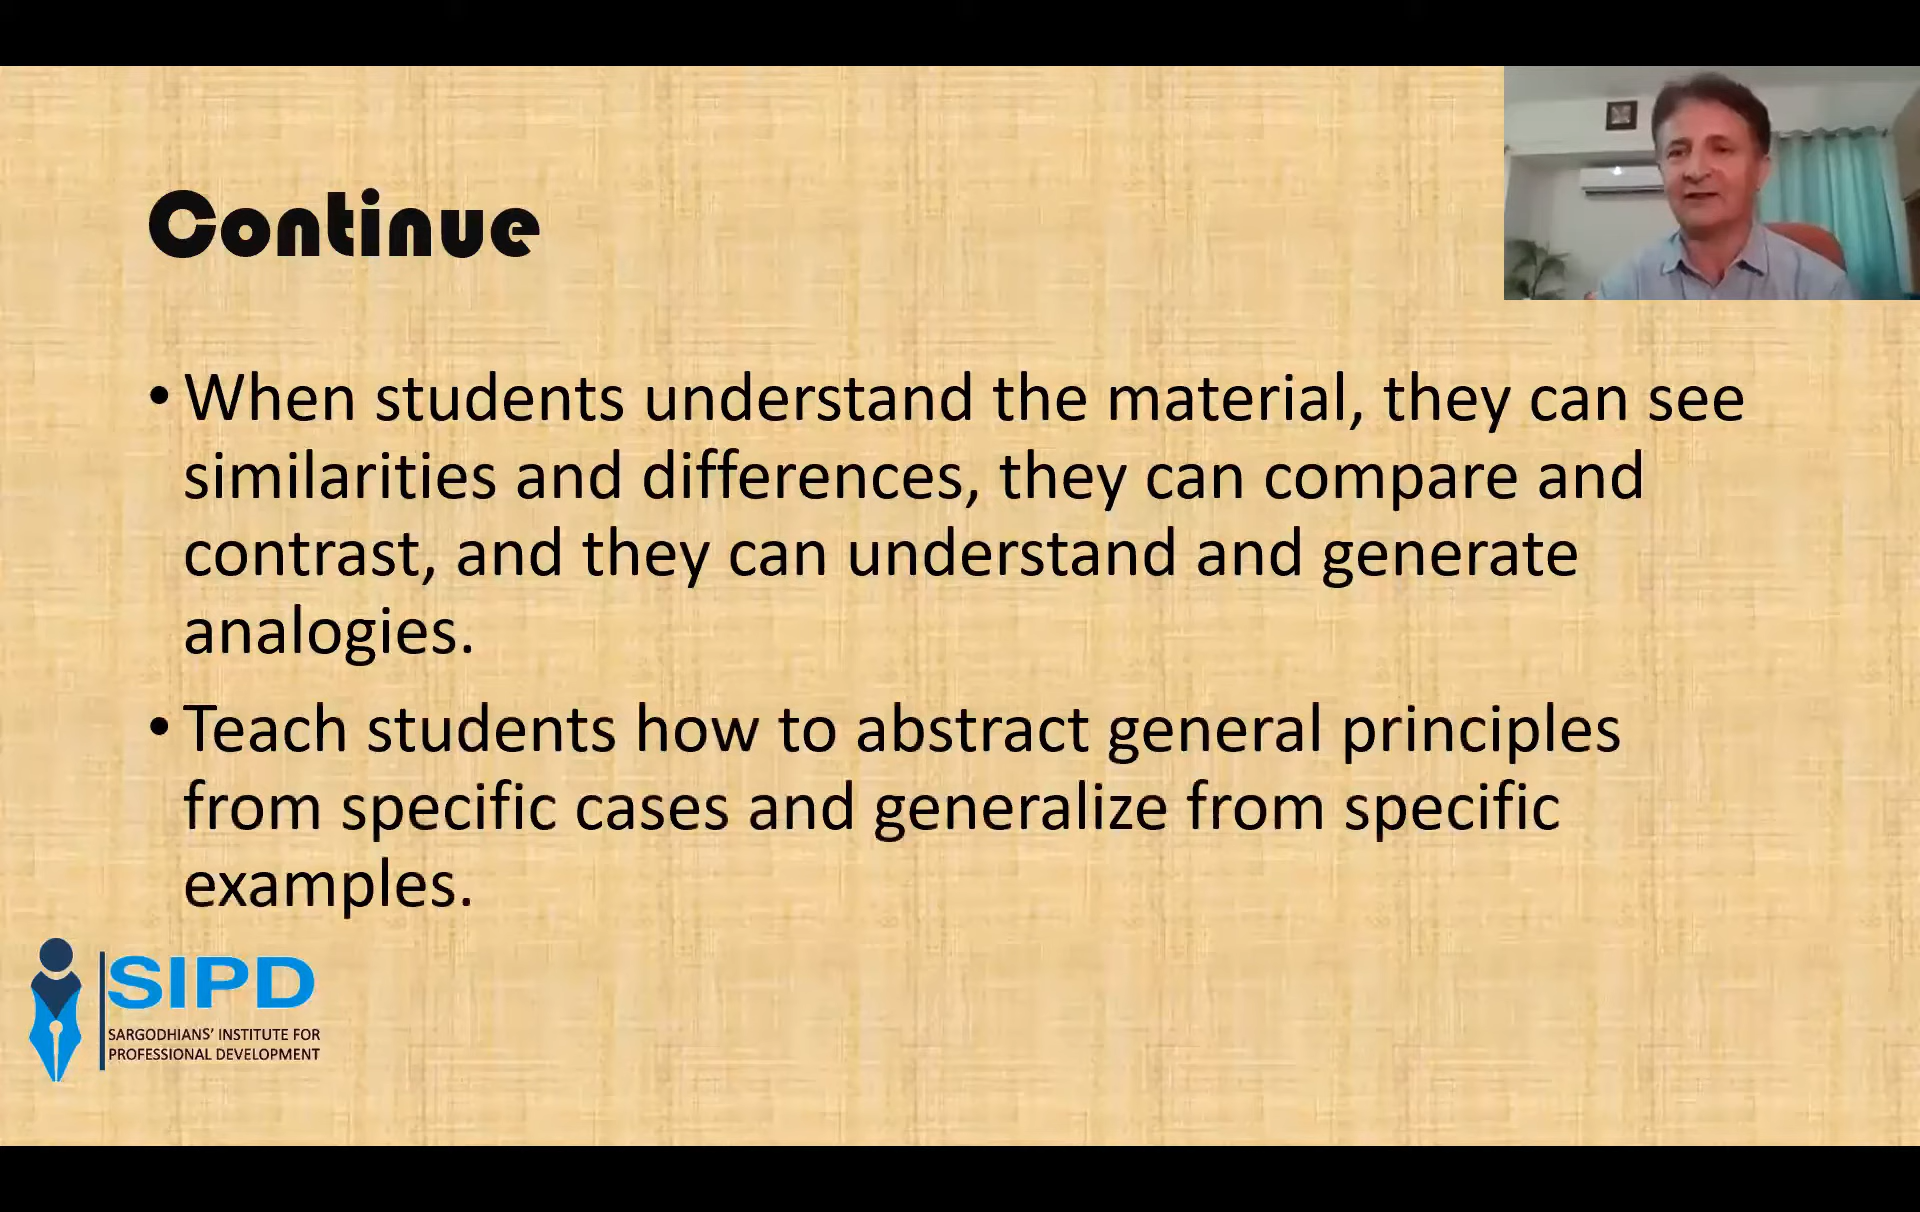 Continue
• When students understand the material, they can see
similarities and differences, they can compare and
contrast, and they can understand and generate
analogies.
• Teach students how to abstract general principles
from specific cases and generalize from specific
examples.
SIPD
SARGODHIANS' INSTITUTE FOR
PROFESSIONAL DEVELOPMENT